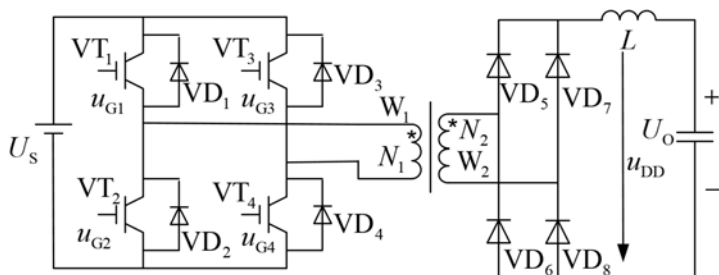 VT1
uG1
VD1
VT3
uG3
VD3
US
VT2
uG2
VD2
VT4
uG4
VD4
W1
N1
*
*
N2
W2
VD5
VD7
VD6
VD8
L
uDD
UO
+
−